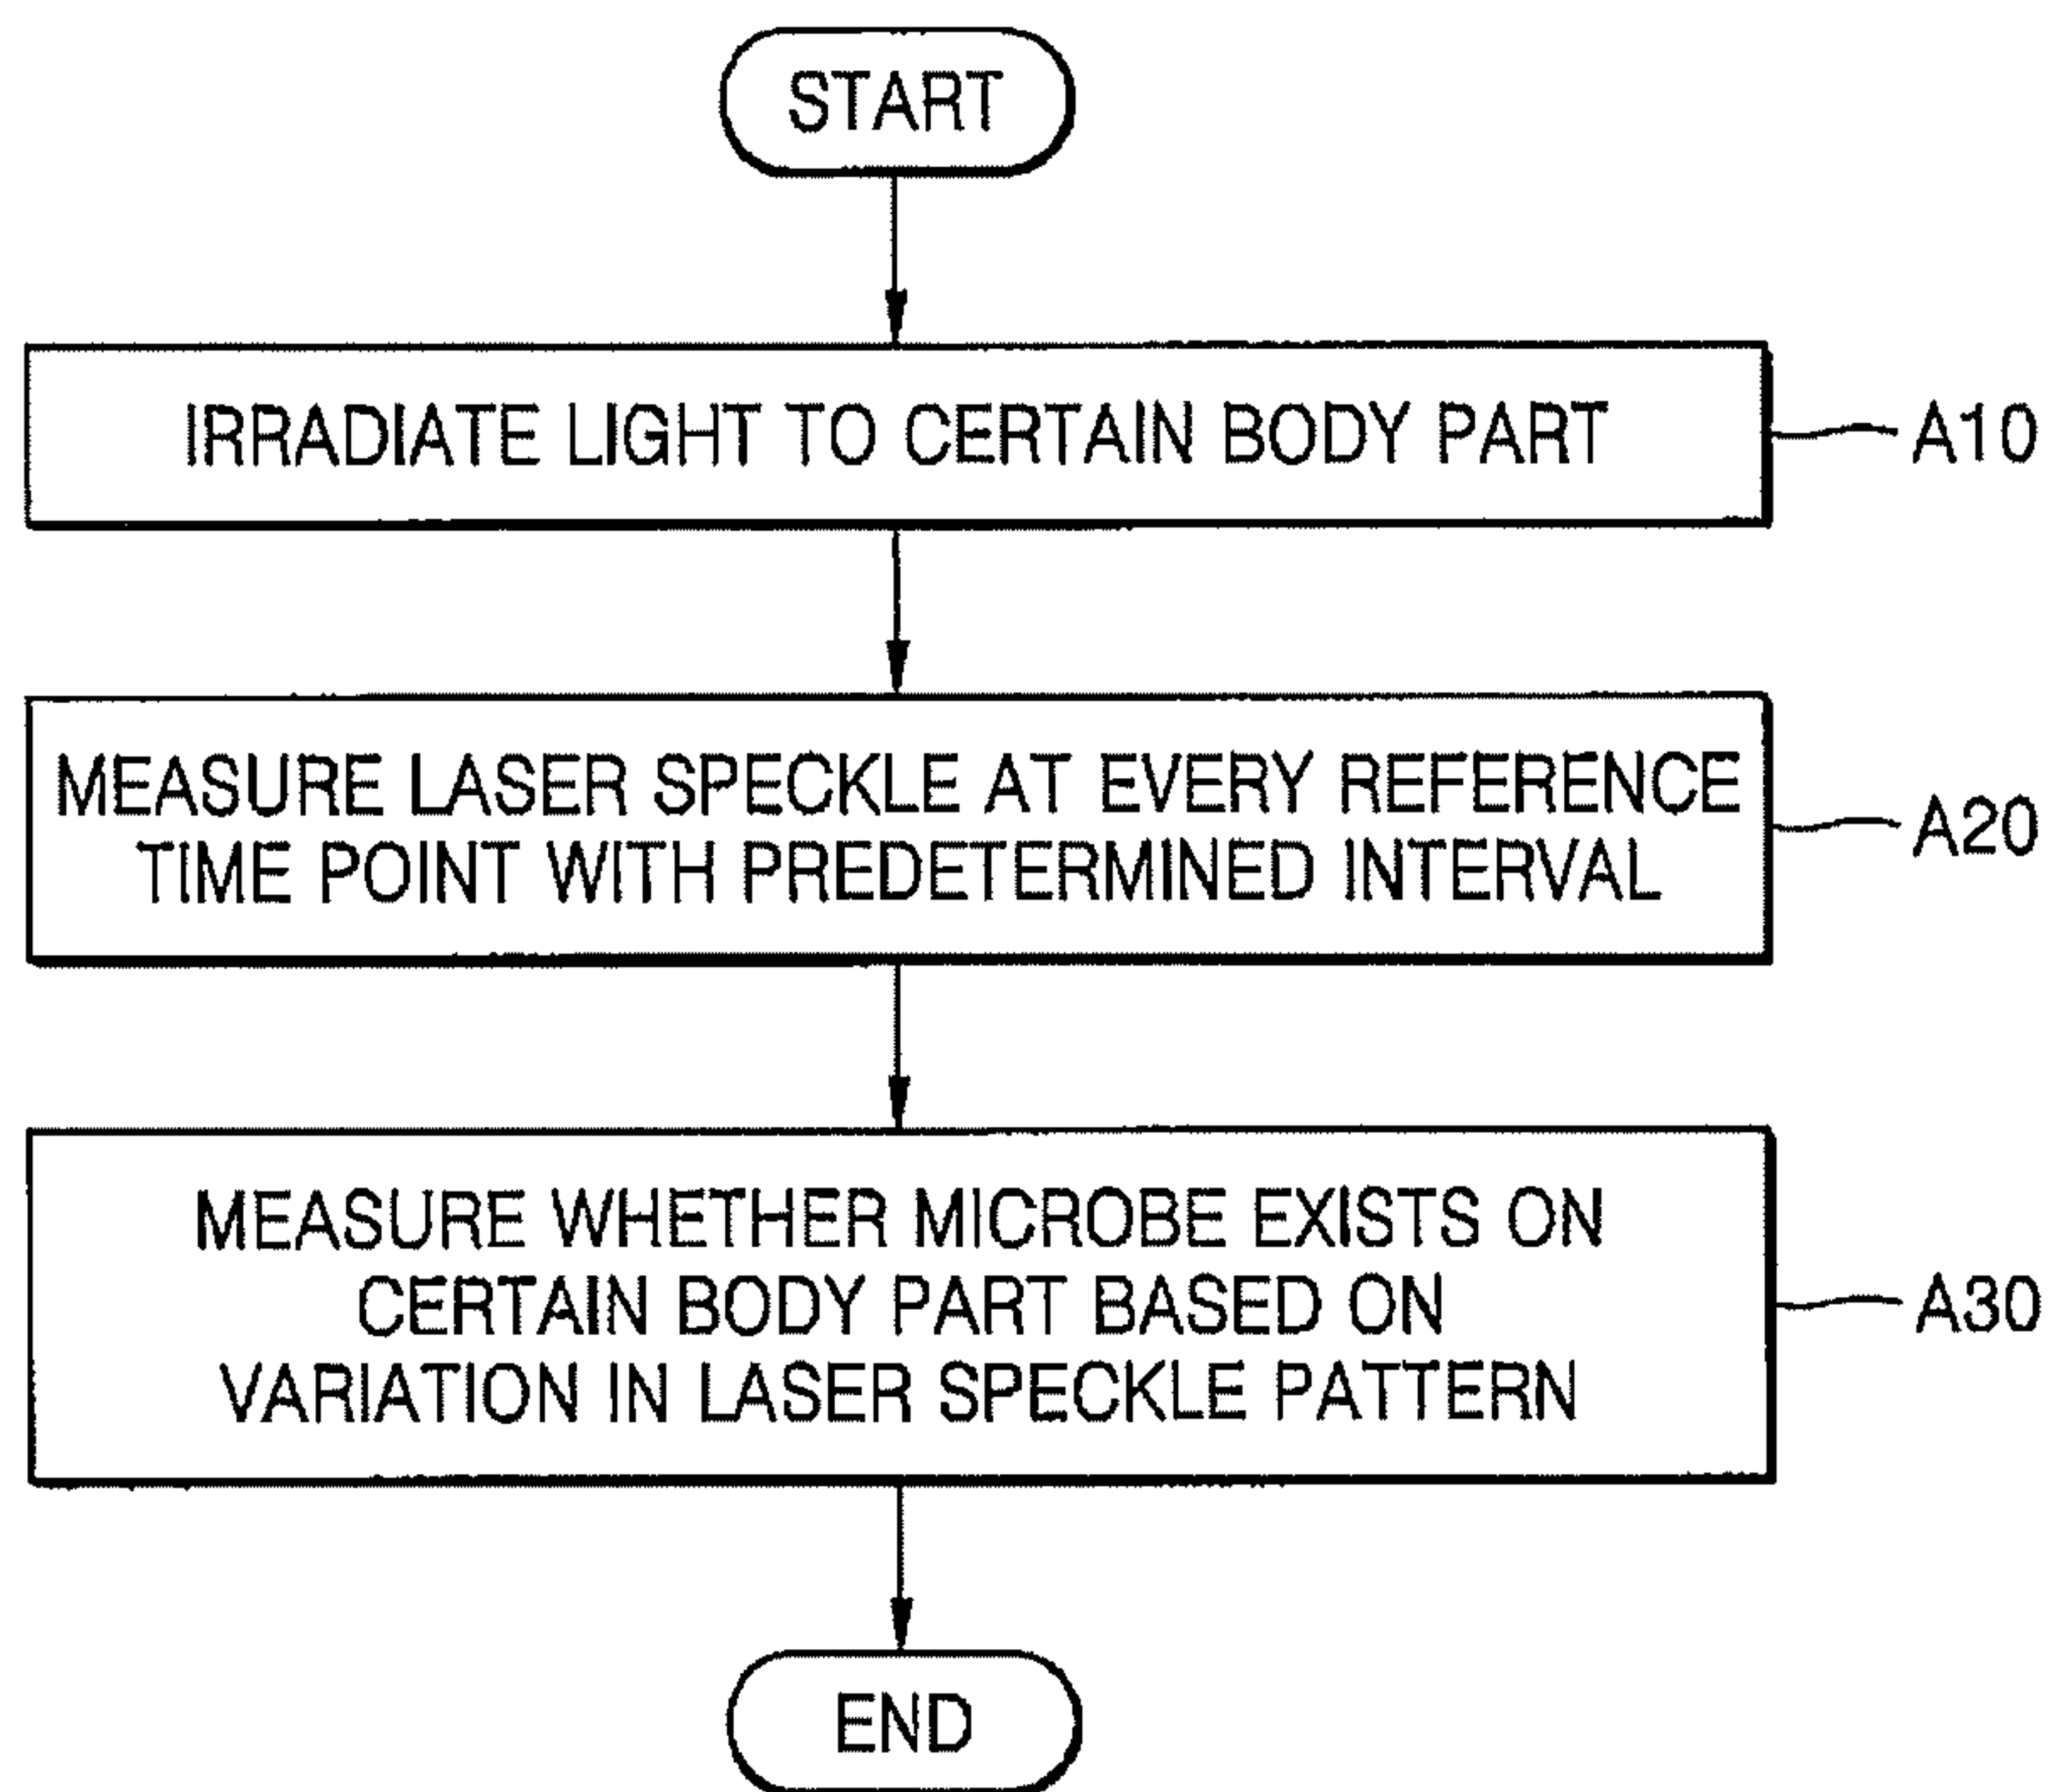 START
IRRADIATE LIGHT TO CERTAIN BODY PART
A10
MEASURE LASER SPECKLE AT EVERY REFERENCE
TIME POINT WITH PREDETERMINED INTERVAL
A20
MEASURE WHETHER MICROBE EXISTS ON
CERTAIN BODY PART BASED ON
VARIATION IN LASER SPECKLE PATTERN
A30
END